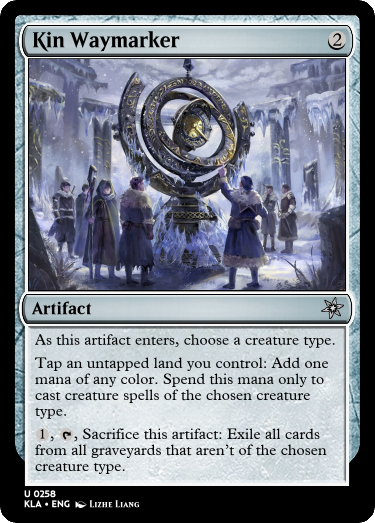 Kin Waymarker 2
Artifact
As this artifact enters, choose a creature type.
Tap an untapped land you control: Add one
mana of any color. Spend this mana only to
cast creature spells of the chosen creature
type.
1, , Sacrifice this artifact: Exile all cards
from all graveyards that aren't of the chosen
creature type.
U 0258
KLA • ENG Lizhe Liang